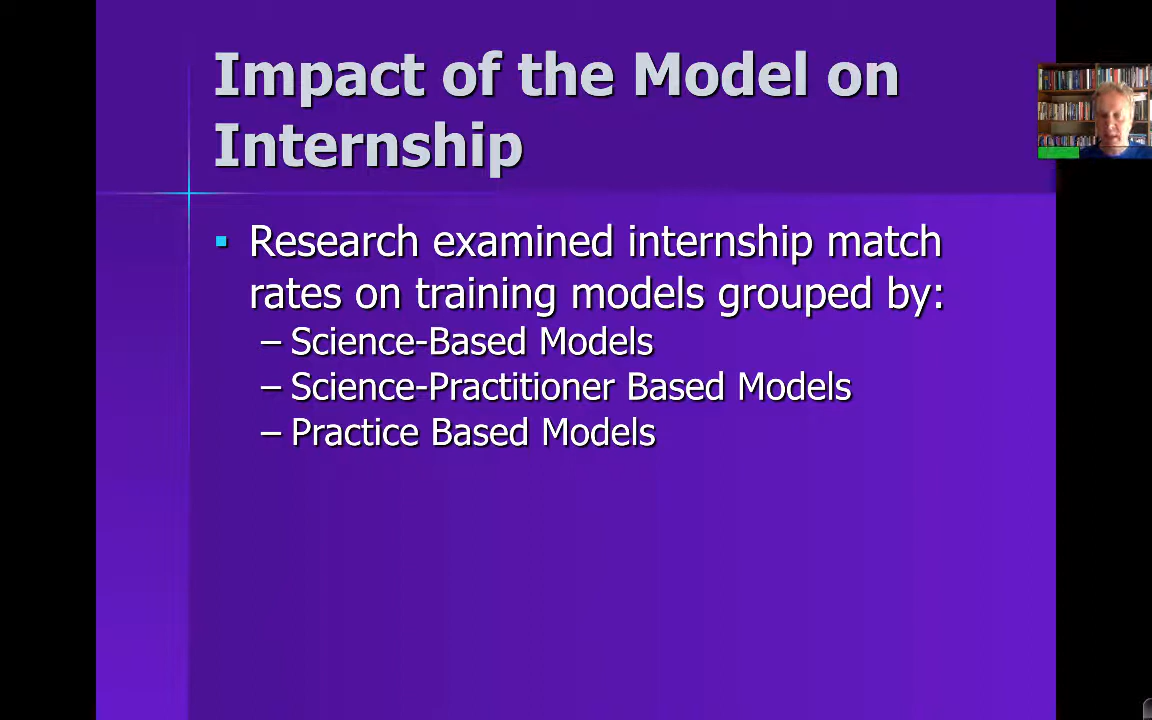 Impact of the Model on
Internship
▪ Research examined internship match
rates on training models grouped by:
– Science-Based Models
– Science-Practitioner Based Models
– Practice Based Models